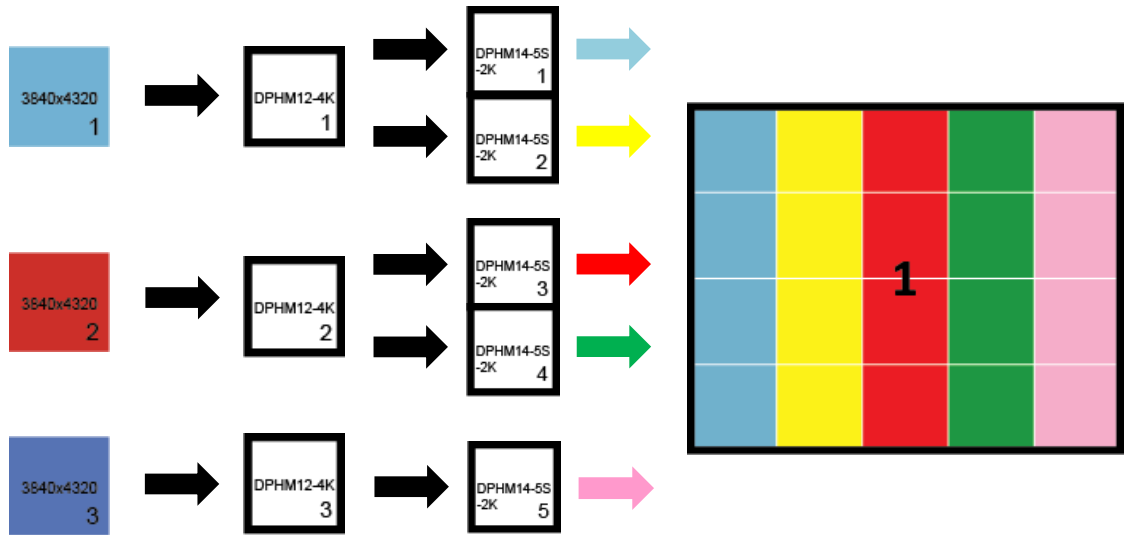 3840x4320
1
DPHM12-4K
1
DPHM14-5S
-2K
1
DPHM14-5S
-2K
2
3840x4320
2
DPHM12-4K
2
DPHM14-5S
-2K
3
DPHM14-5S
-2K
4
3840x4320
3
DPHM12-4K
3
DPHM14-5S
-2K
5
1